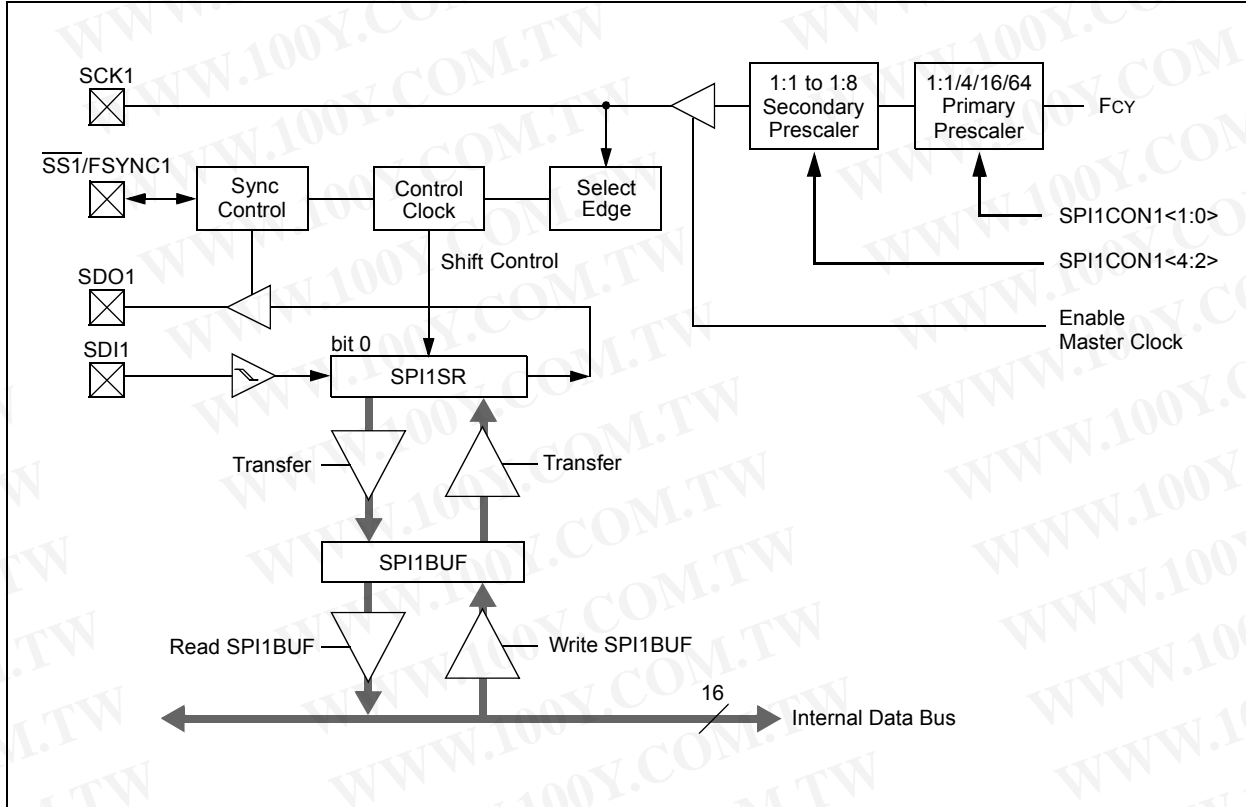 SCK1
1:1 to 1:8
Secondary
Prescaler
1:1/4/16/64
Primary
Prescaler
FCY
SS1/FSYNC1
Sync
Control
Control
Clock
Select
Edge
SPI1CON1<1:0>
SPI1CON1<4:2>
Shift Control
SDO1
Enable
Master Clock
bit 0
SDI1
SPI1SR
Transfer
Transfer
SPI1BUF
Read SPI1BUF
Write SPI1BUF
16
Internal Data Bus
WWW.100Y.COM.TW